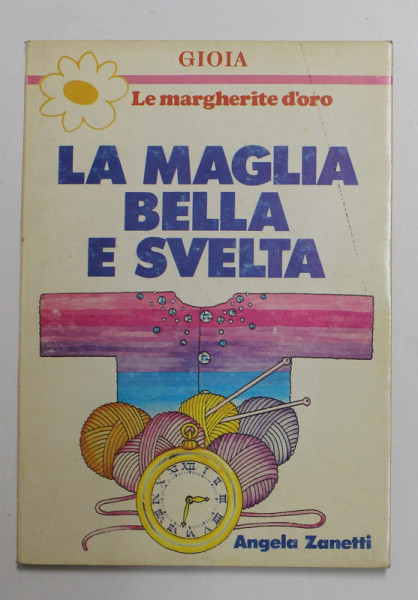 GIOIA
Le margherite d'oro
LA MAGLIA
BELLA
E SVELTA
Angela Zanetti